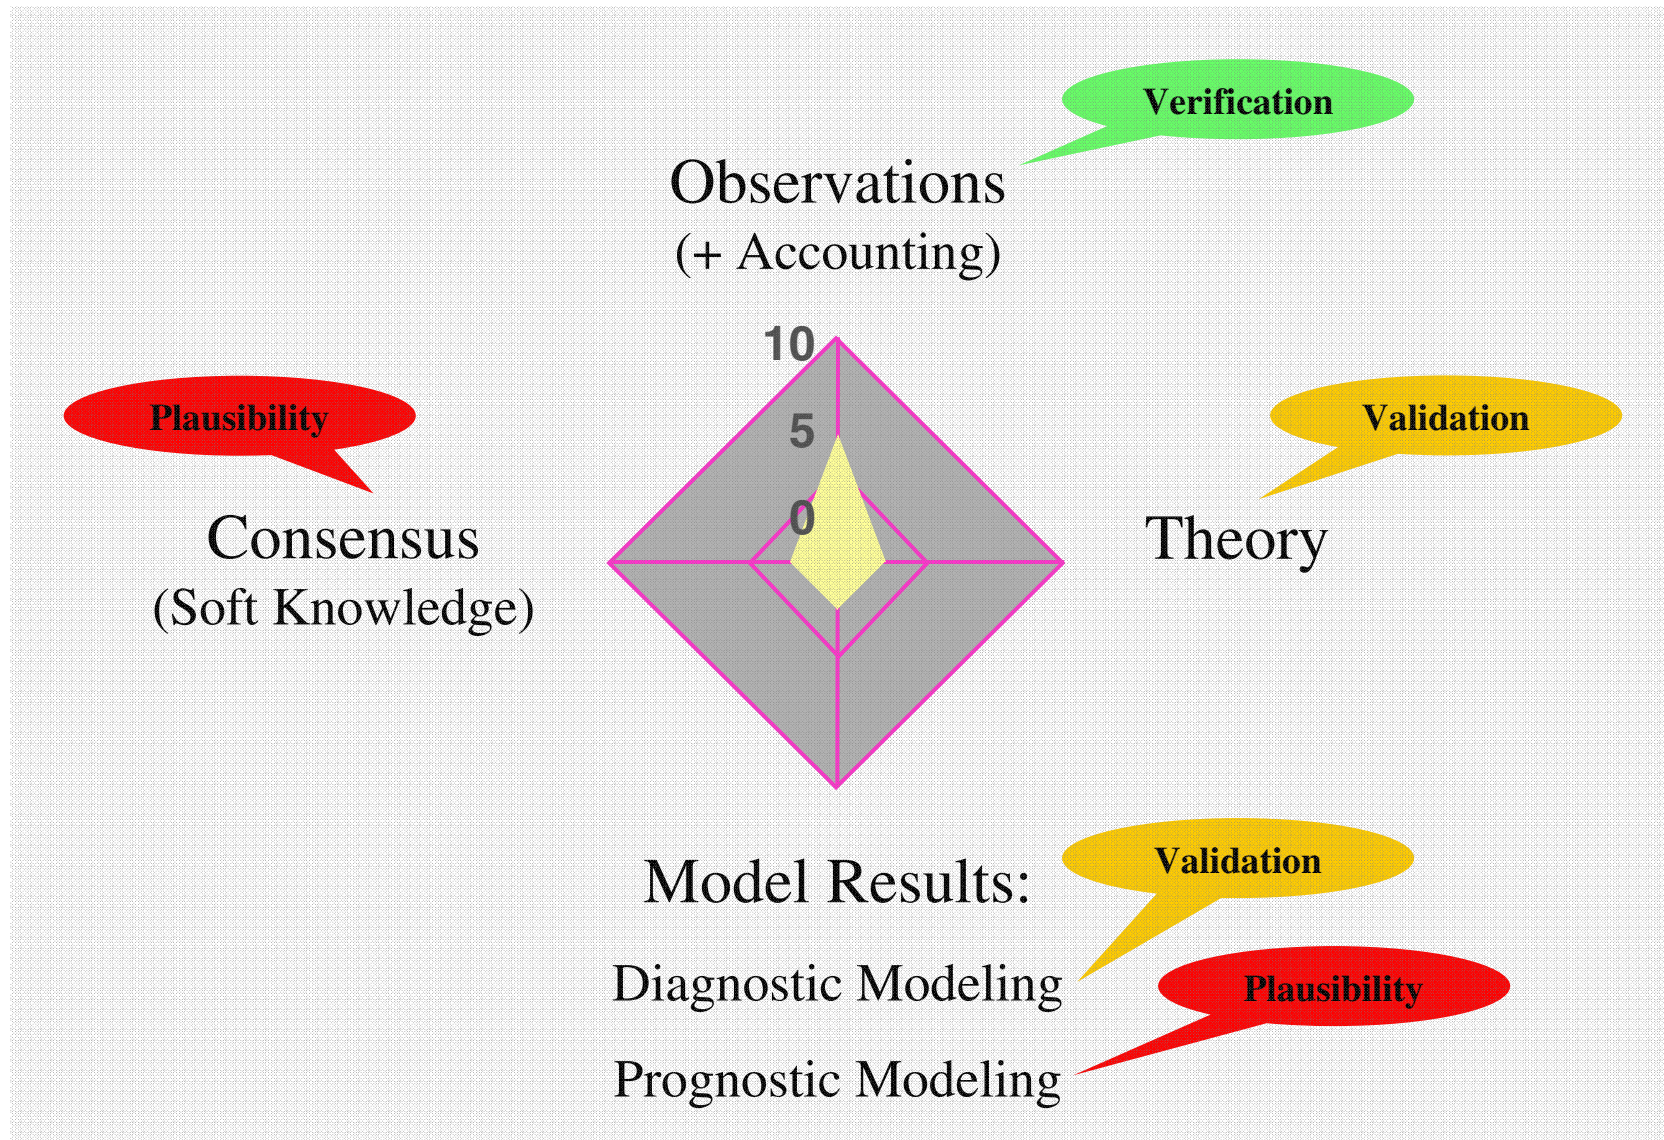 Verification
Observations
(+ Accounting)
10
5
0
Plausibility
Consensus
(Soft Knowledge)
Validation
Theory
Model Results:
Validation
Diagnostic Modeling
Plausibility
Prognostic Modeling